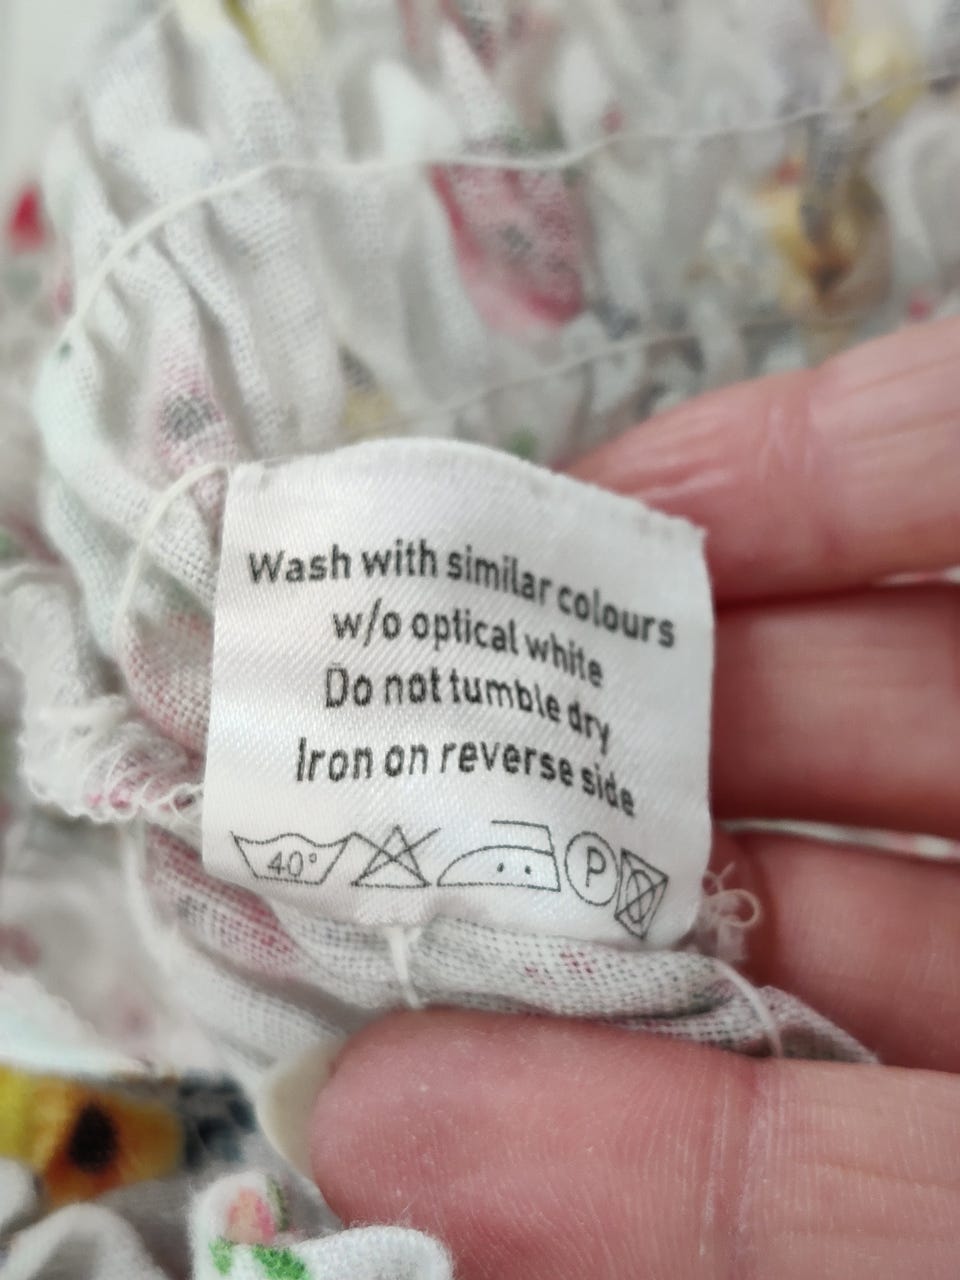 Wash with similar colours
w/o optical white
Do not tumble dry
Iron on reverse side
40° P